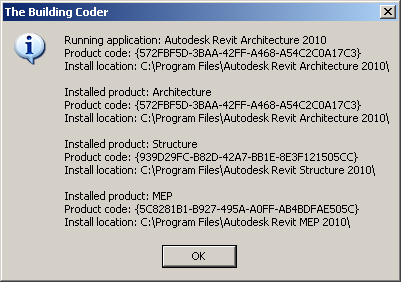 The Building Coder
Running application: Autodesk Revit Architecture 2010
Product code: {572FBF5D-3BAA-42FF-A468-A54C2C0A17C3}
Install location: C:\Program Files\Autodesk Revit Architecture 2010\
Installed product: Architecture
Product code: {572FBF5D-3BAA-42FF-A468-A54C2C0A17C3}
Install location: C:\Program Files\Autodesk Revit Architecture 2010\
Installed product: Structure
Product code: {939D29FC-B82D-42A7-BB1E-8E3F121505CC}
Install location: C:\Program Files\Autodesk Revit Structure 2010\
Installed product: MEP
Product code: {5C8281B1-B927-495A-A0FF-AB4BDFAE505C}
Install location: C:\Program Files\Autodesk Revit MEP 2010\
OK